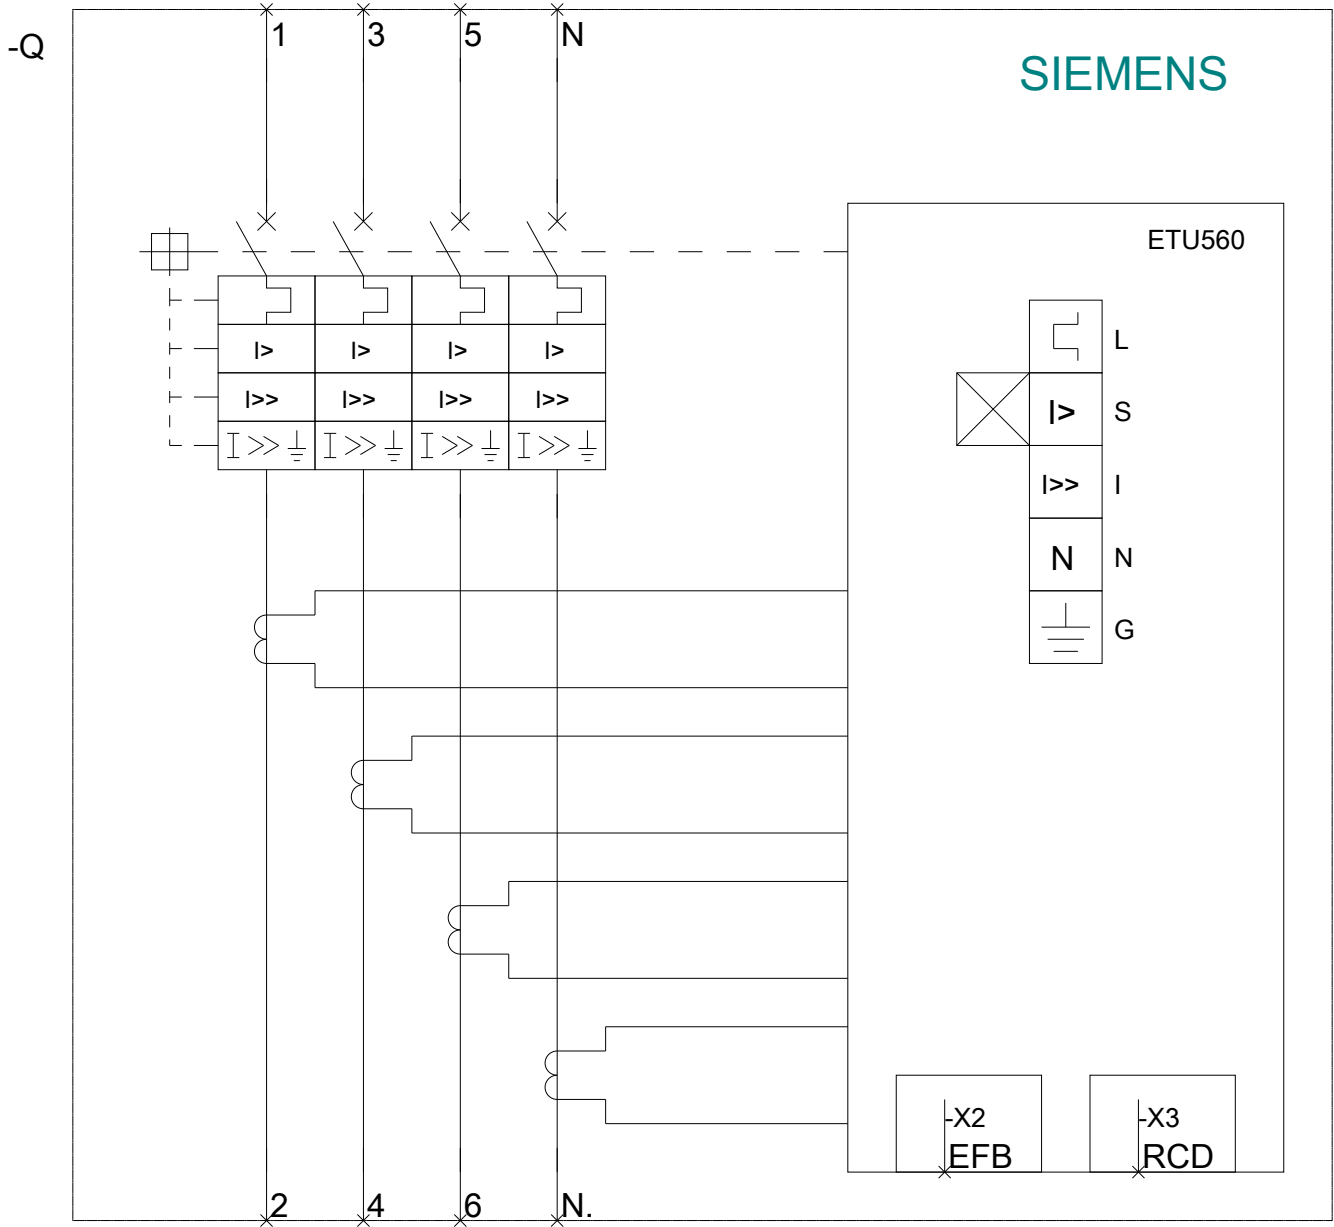 1 3 5 N
-Q
SIEMENS
ETU560
I> I> I> I>
I>> I>> I>> I>>
I >> I >> I >> I >>
L
I> S
I>> I
N N
G
-X2 -X3
EFB RCD
2 4 6 N.